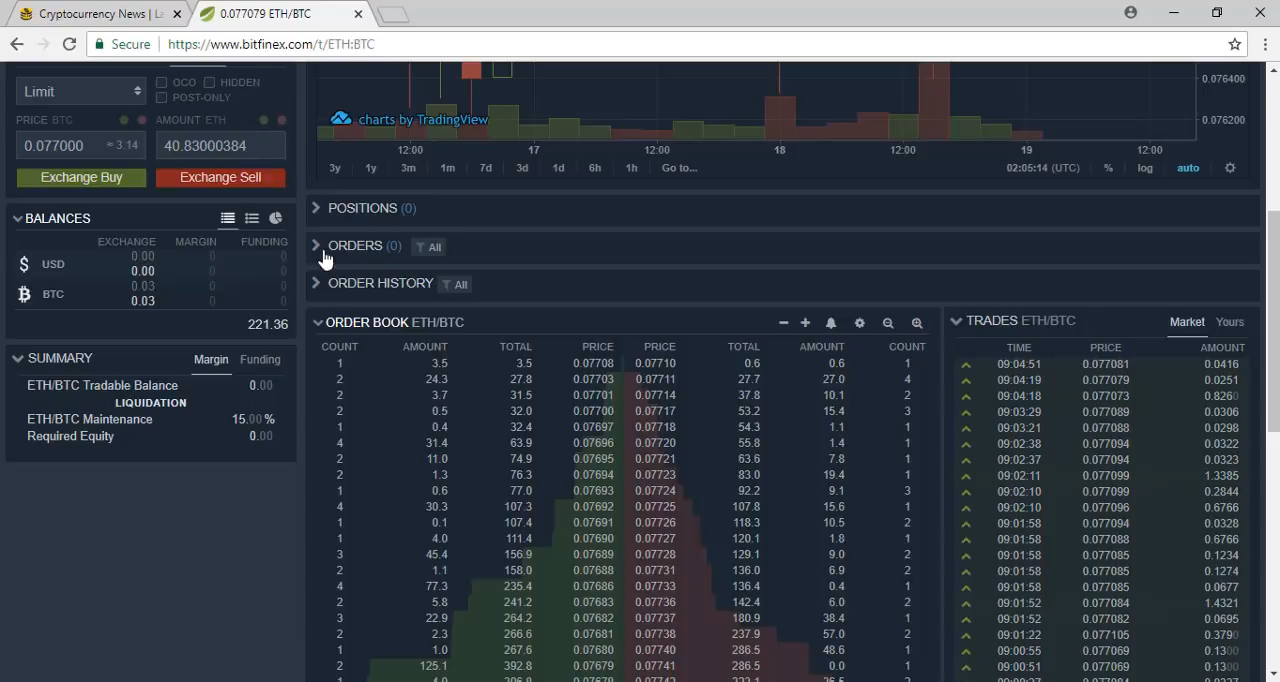 Cryptocurrency News | La
0.077079 ETH/BTC
Secure
https://www.bitfinex.com/t/ETH:BTC
Limit
OCO HIDDEN
POST-ONLY
PRICE BTC AMOUNT ETH
0.077000 ≈ 3.14 40.83000384
Exchange Buy Exchange Sell
BALANCES
EXCHANGE MARGIN FUNDING
$ USD 0.00 0 0
0.00 0 0
BTC 0.03 0 0
0.03 0 0
221.36
SUMMARY Margin Funding
ETH/BTC Tradable Balance 0.00
LIQUIDATION
ETH/BTC Maintenance 15.00 %
Required Equity 0.00
0.076400
charts by TradingView
0.076200
12:00 17 12:00 18 12:00 19 12:00
3y 1y 3m 1m 7d 3d 1d 6h 1h Go to... 02:05:14 (UTC) % log auto
POSITIONS (0)
ORDERS (0) All
ORDER HISTORY All
ORDER BOOK ETH/BTC
COUNT AMOUNT TOTAL PRICE PRICE TOTAL AMOUNT COUNT
1 3.5 3.5 0.07708 0.07710 0.6 0.6 1
2 24.3 27.8 0.07703 0.07711 27.7 27.0 4
2 3.7 31.5 0.07701 0.07714 37.8 10.1 2
2 0.5 32.0 0.07700 0.07717 53.2 15.4 3
1 0.4 32.4 0.07697 0.07718 54.3 1.1 1
4 31.4 63.9 0.07696 0.07720 55.8 1.4 1
2 11.0 74.9 0.07695 0.07721 63.6 7.8 1
2 1.3 76.3 0.07694 0.07723 83.0 19.4 1
1 0.6 77.0 0.07693 0.07724 92.2 9.1 3
4 30.3 107.3 0.07692 0.07725 107.8 15.6 1
1 0.1 107.4 0.07691 0.07726 118.3 10.5 2
1 4.0 111.4 0.07690 0.07727 120.1 1.8 1
3 45.4 156.9 0.07689 0.07728 129.1 9.0 2
2 1.1 158.0 0.07688 0.07731 136.0 6.9 2
4 77.3 235.4 0.07686 0.07733 136.4 0.4 1
2 5.8 241.2 0.07683 0.07736 142.4 6.0 2
3 22.9 264.2 0.07682 0.07737 180.9 38.4 1
2 2.3 266.6 0.07681 0.07738 237.9 57.0 2
1 1.0 267.6 0.07680 0.07740 286.5 48.6 1
2 125.1 392.8 0.07679 0.07741 286.5 0.0 1
TRADES ETH/BTC Market Yours
TIME PRICE AMOUNT
09:04:51 0.077081 0.0416
09:04:19 0.077079 0.0251
09:04:18 0.077073 0.8260
09:03:29 0.077089 0.0306
09:03:21 0.077088 0.0298
09:02:38 0.077094 0.0322
09:02:37 0.077094 0.0323
09:02:11 0.077099 1.3385
09:02:10 0.077099 0.2844
09:02:10 0.077096 0.6766
09:01:58 0.077094 0.0328
09:01:58 0.077088 0.6766
09:01:58 0.077085 0.1234
09:01:58 0.077085 0.1274
09:01:58 0.077085 0.0677
09:01:52 0.077084 1.4321
09:01:52 0.077082 0.0695
09:01:22 0.077105 0.3790
09:00:55 0.077069 0.1300
09:00:51 0.077069 0.1300